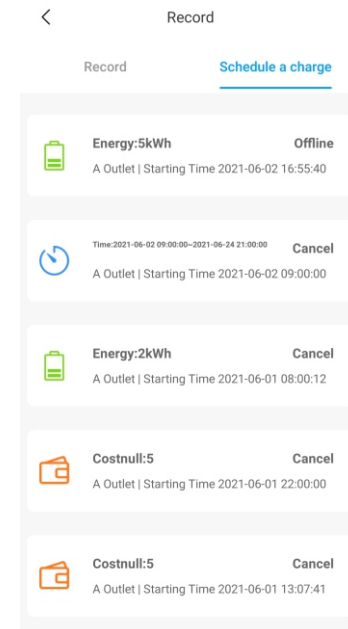 Record
Record Schedule a charge
Energy:5kWh Offline
A Outlet | Starting Time 2021-06-02 16:55:40
Time:2021-06-02 09:00:00~2021-06-24 21:00:00 Cancel
A Outlet | Starting Time 2021-06-02 09:00:00
Energy:2kWh Cancel
A Outlet | Starting Time 2021-06-01 08:00:12
Costnull:5 Cancel
A Outlet | Starting Time 2021-06-01 22:00:00
Costnull:5 Cancel
A Outlet | Starting Time 2021-06-01 13:07:41